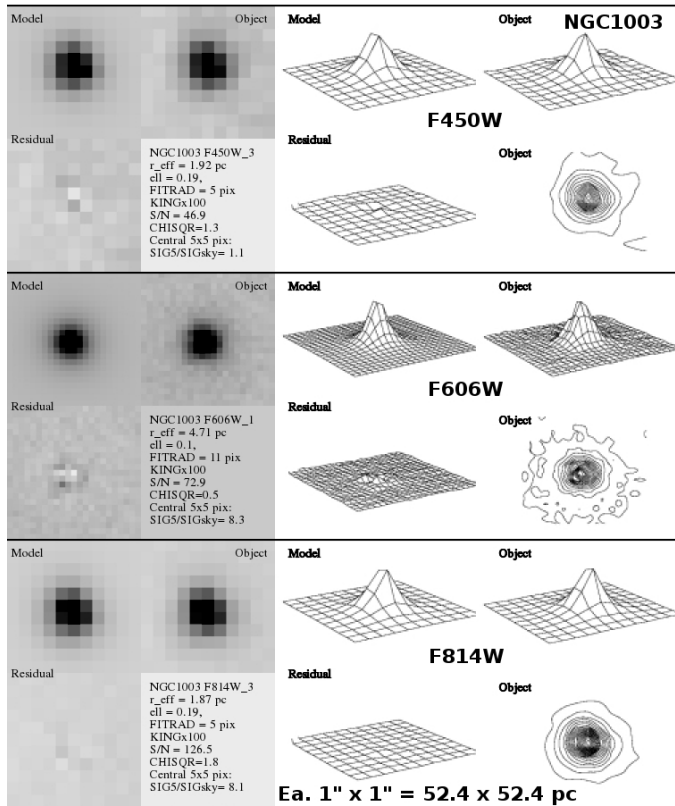 Model
Object
Model
Object
NGC1003
F450W
Residual
Residual
Object
NGC1003 F450W_3
r_eff = 1.92 pc
ell = 0.19,
FITRAD = 5 pix
KINGx100
S/N = 46.9
CHISQR=1.3
Central 5x5 pix:
SIG5/SIGsky= 1.1
Model
Object
Model
Object
F606W
Residual
Residual
Object
NGC1003 F606W_1
r_eff = 4.71 pc
ell = 0.1,
FITRAD = 11 pix
KINGx100
S/N = 72.9
CHISQR=0.5
Central 5x5 pix:
SIG5/SIGsky= 8.3
Model
Object
Model
Object
F814W
Residual
Residual
Object
NGC1003 F814W_3
r_eff = 1.87 pc
ell = 0.19,
FITRAD = 5 pix
KINGx100
S/N = 126.5
CHISQR=1.8
Central 5x5 pix:
SIG5/SIGsky= 8.1
Ea. 1" x 1" = 52.4 x 52.4 pc